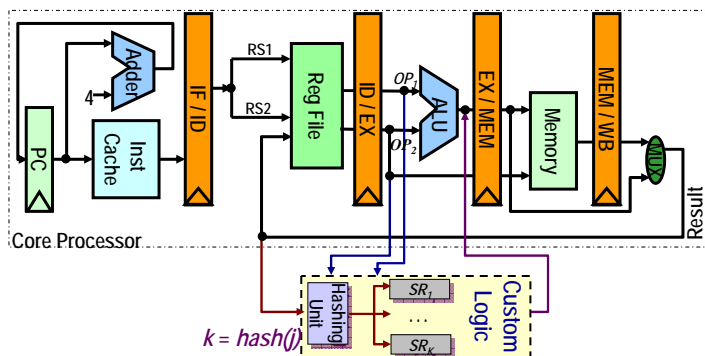 Adder
4
PC
Inst
Cache
IF / ID
RS1
RS2
Reg File
ID / EX
OP1
OP2
ALU
EX / MEM
Memory
MEM / WB
MUX
Result
Core Processor
Hashing
Unit
SR1
...
SRK
Custom
Logic
k = hash(j)